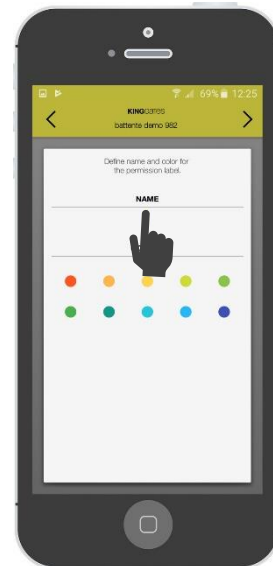 69% 12:25
KINGgates
battente demo 982
Define name and color for
the permission label.
NAME